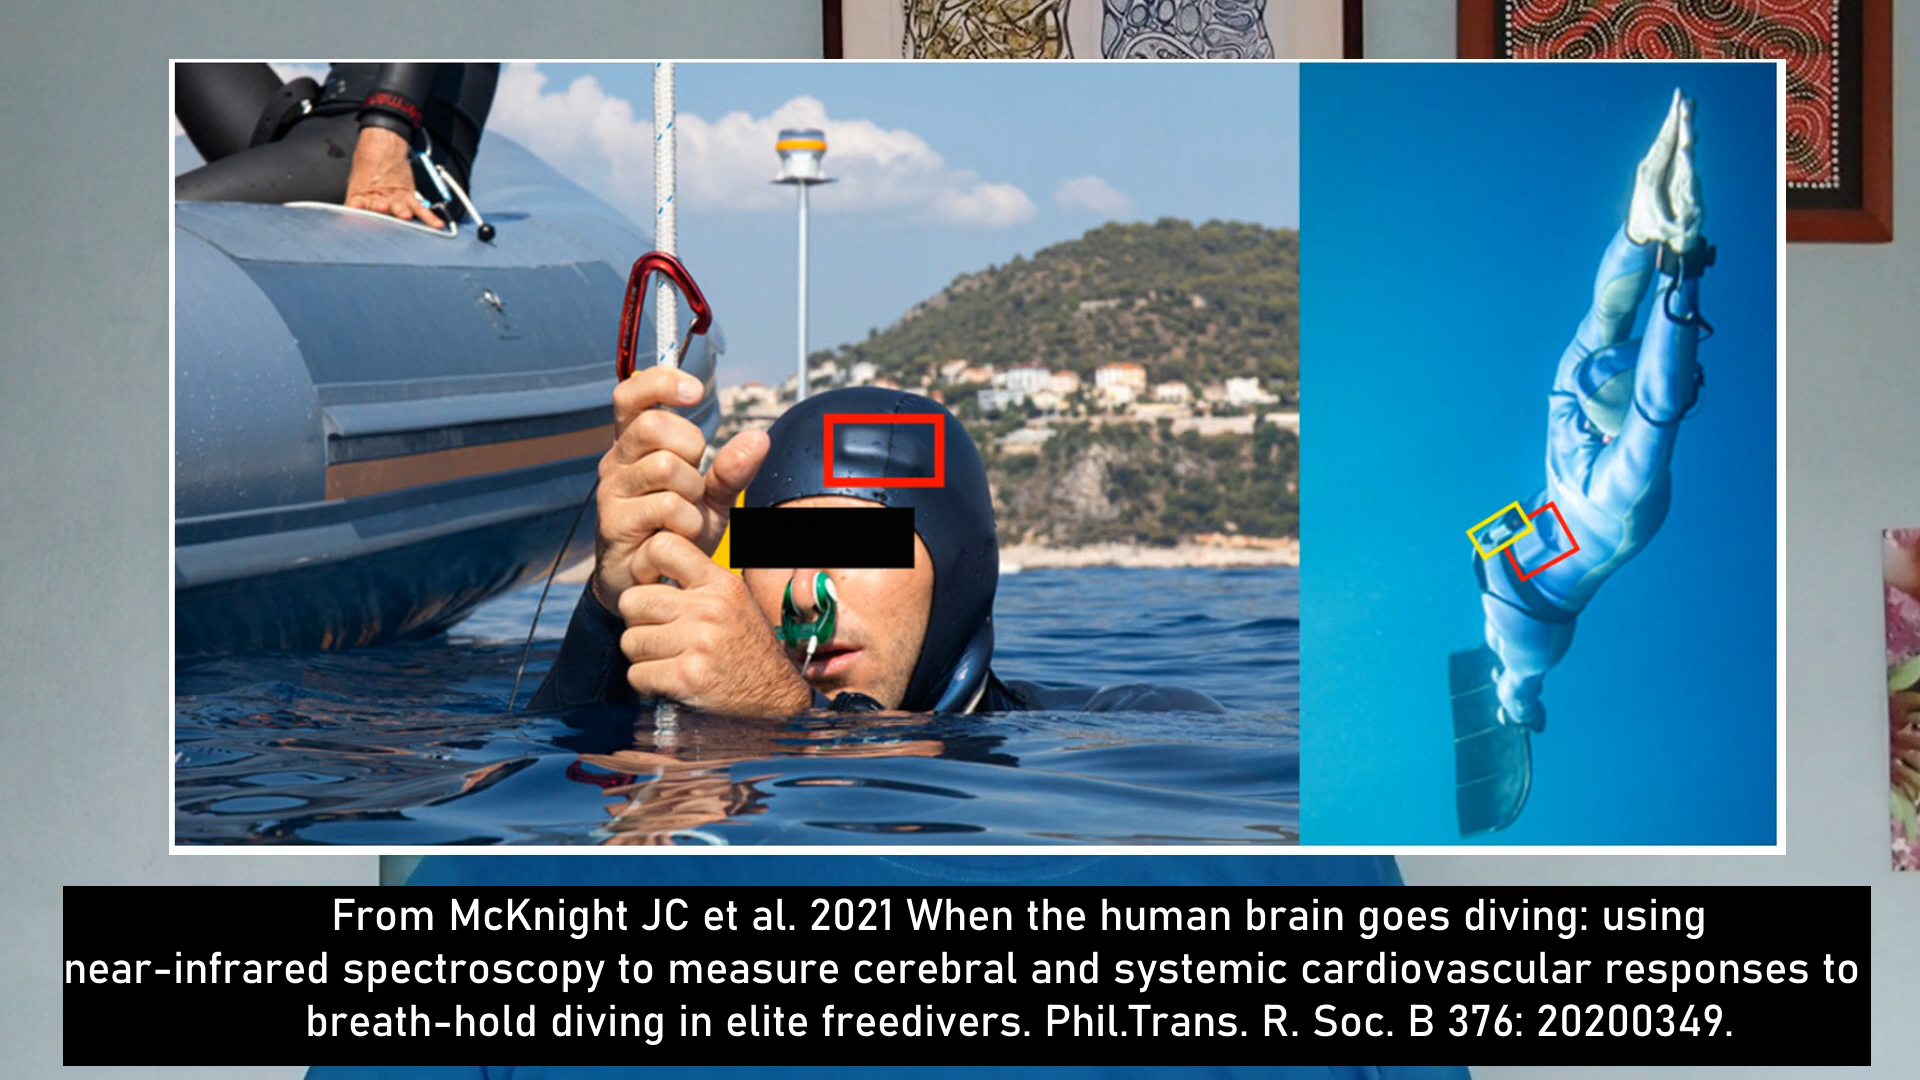 From McKnight JC et al. 2021 When the human brain goes diving: using
near-infrared spectroscopy to measure cerebral and systemic cardiovascular responses to
breath-hold diving in elite freedivers. Phil.Trans. R. Soc. B 376: 20200349.